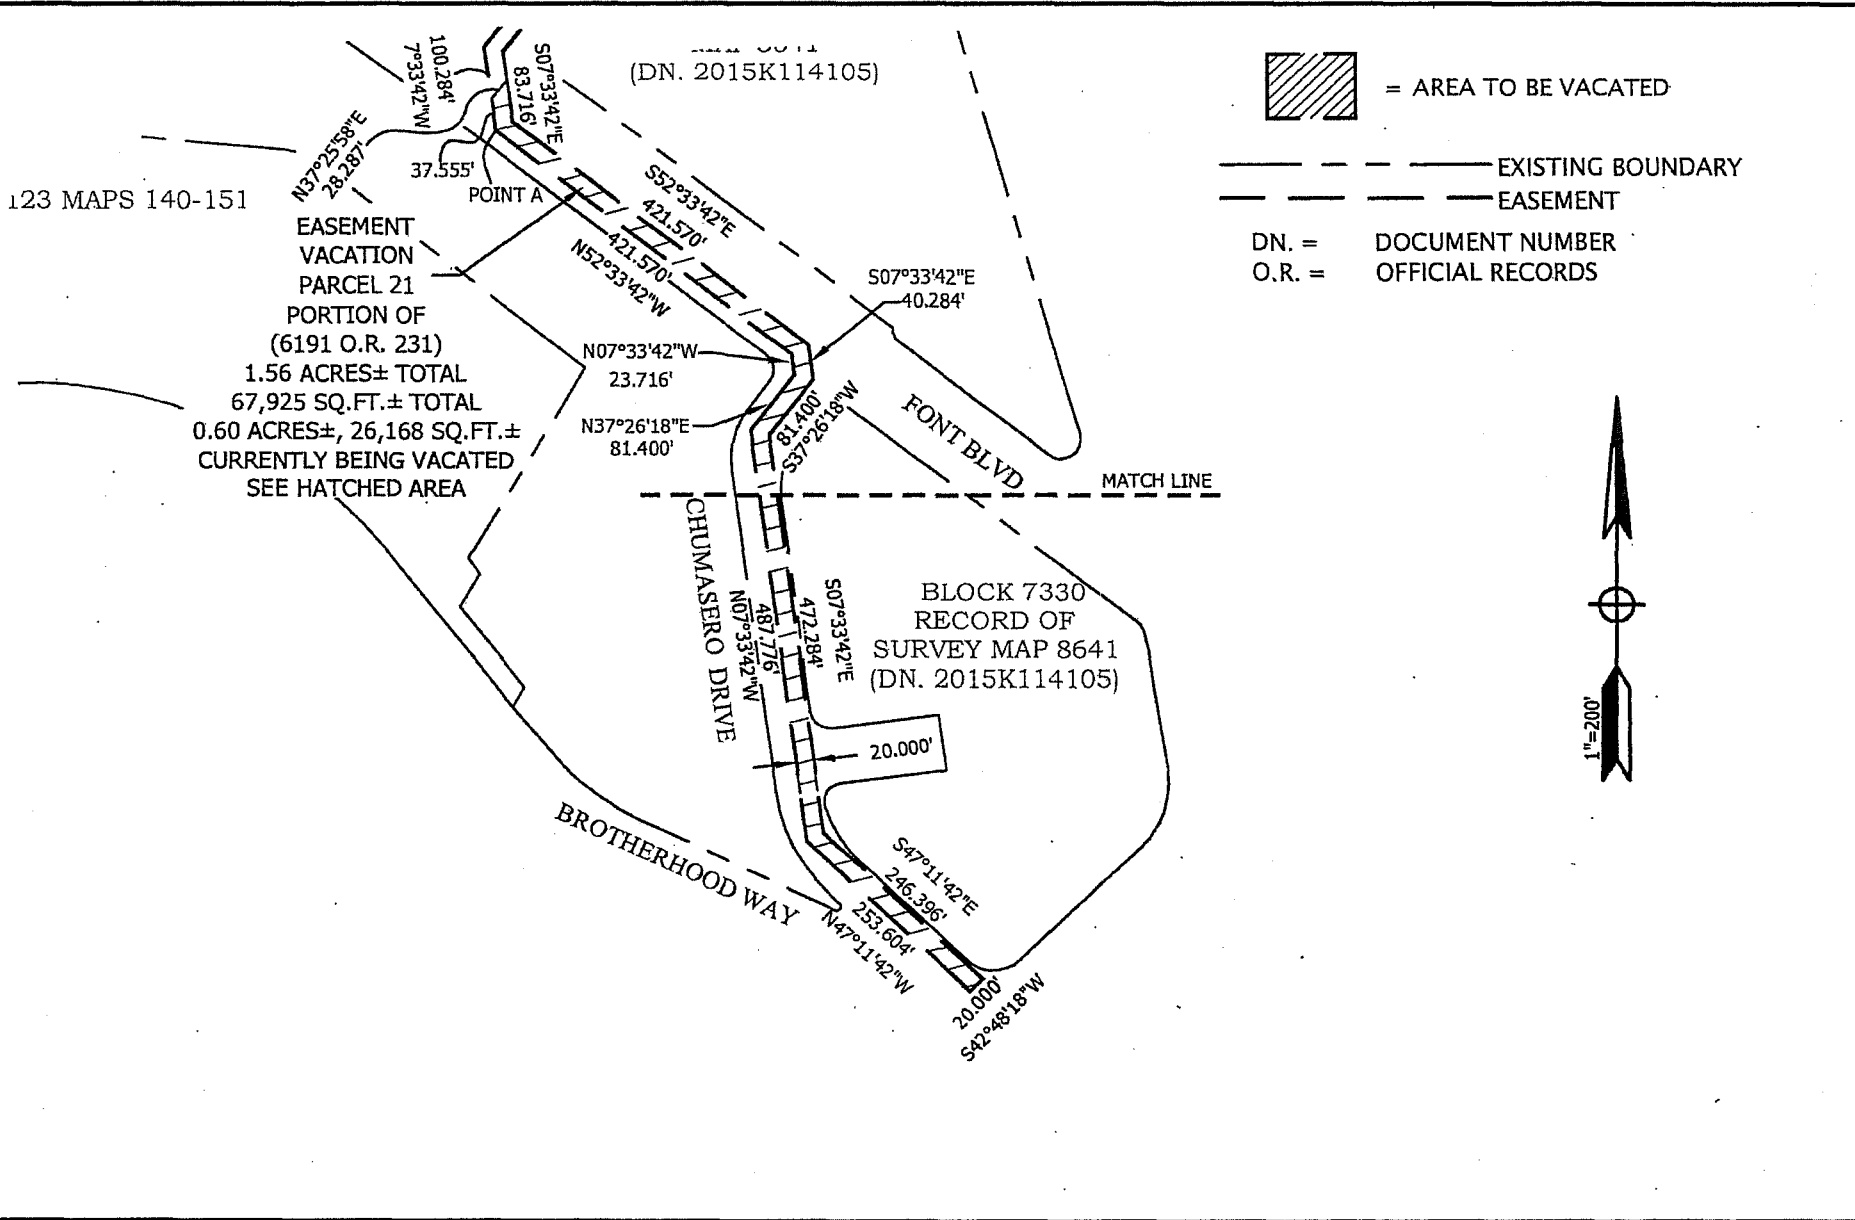 100.284'
7°33'42"W
S07°33'42"E
83.716'
(DN. 2015K114105)
= AREA TO BE VACATED
EXISTING BOUNDARY
EASEMENT
DN. = DOCUMENT NUMBER
O.R. = OFFICIAL RECORDS
N37°25'58"E
28.287'
37.555'
POINT A
123 MAPS 140-151
EASEMENT
VACATION
PARCEL 21
PORTION OF
(6191 O.R. 231)
1.56 ACRES± TOTAL
67,925 SQ.FT.± TOTAL
0.60 ACRES±, 26,168 SQ.FT.±
CURRENTLY BEING VACATED
SEE HATCHED AREA
S52°33'42"E
421.570'
421.570'
N52°33'42"W
S07°33'42"E
40.284'
N07°33'42"W
23.716'
N37°26'18"E
81.400'
81.400'
S37°26'18"W
FONT BLVD
MATCH LINE
CHUMASERO DRIVE
N07°33'42"W
487.776'
472.284'
S07°33'42"E
BLOCK 7330
RECORD OF
SURVEY MAP 8641
(DN. 2015K114105)
20.000'
BROTHERHOOD WAY
S47°11'42"E
246.396'
253.604'
N47°11'42"W
20.000'
S42°48'18"W
1"=200'